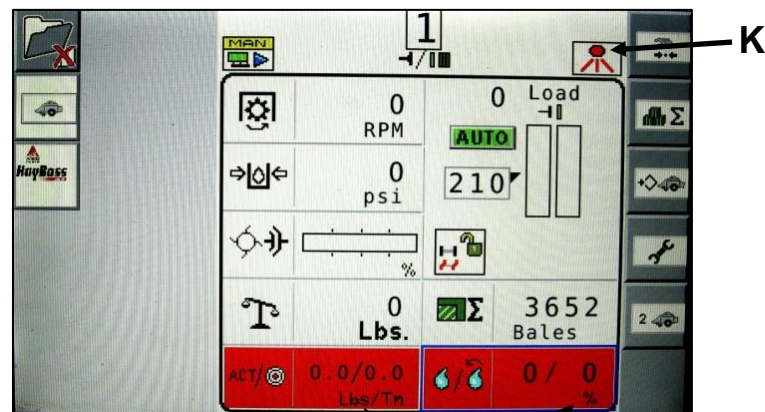 1
K
MAN
0
RPM
0 Load
AUTO
0
psi
210
%
0
Lbs.
Σ 3652
Bales
ACT/
0.0/0.0
Lbs/Tn
0/ 0
%
HayBoss
Σ
2